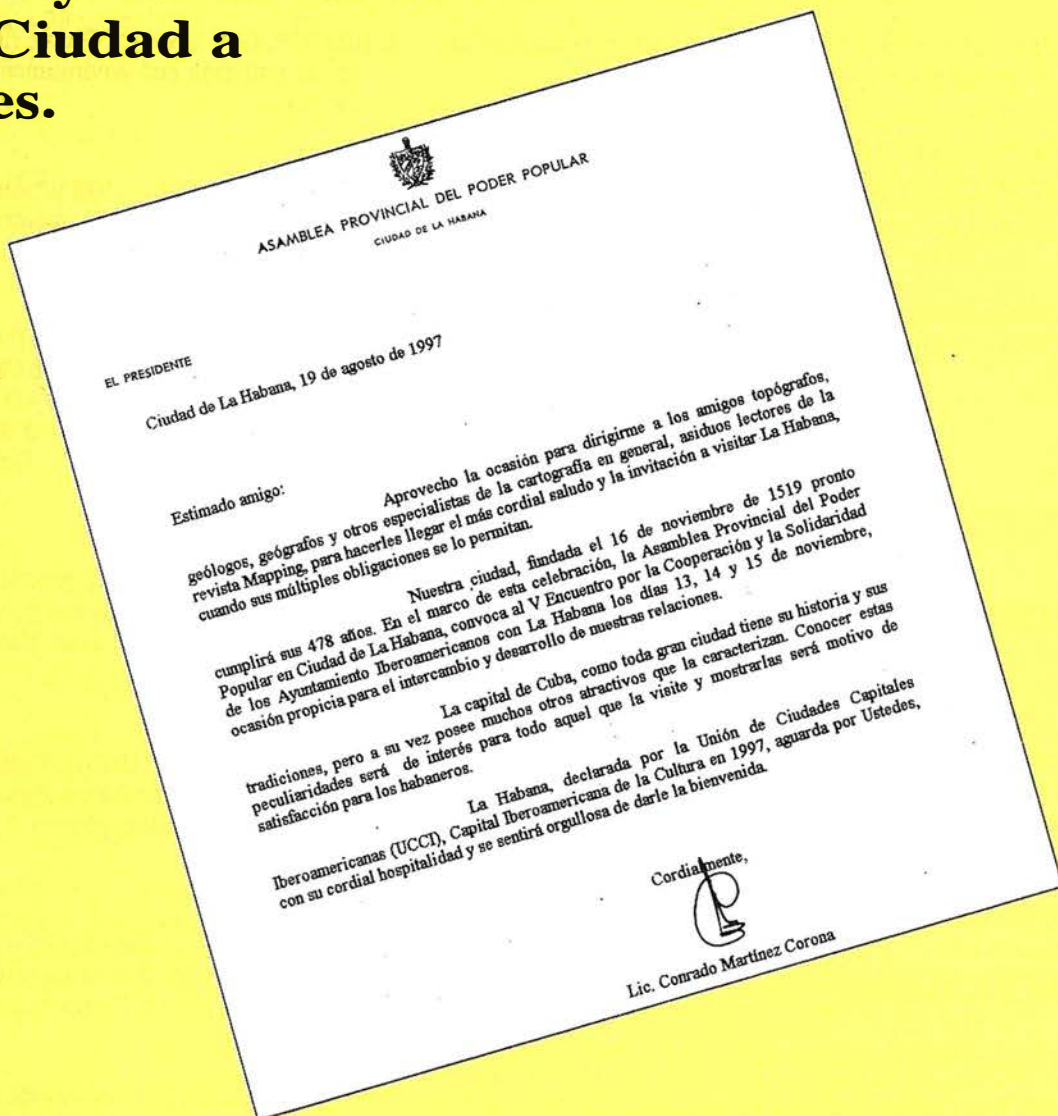 Ciudad a
es.
ASAMBLEA PROVINCIAL DEL PODER POPULAR
CIUDAD DE LA HABANA
EL PRESIDENTE
Ciudad de La Habana, 19 de agosto de 1997
Estimado amigo:
Aprovecho la ocasión para dirigirme a los amigos topógrafos,
geólogos, geógrafos y otros especialistas de la cartografía en general, asiduos lectores de la
revista Mapping, para hacerles llegar el más cordial saludo y la invitación a visitar La Habana,
cuando sus múltiples obligaciones se lo permitan.
Nuestra ciudad, fundada el 16 de noviembre de 1519 pronto
cumplirá sus 478 años. En el marco de esta celebración, la Asamblea Provincial del Poder
Popular en Ciudad de La Habana, convoca al V Encuentro por la Cooperación y la Solidaridad
de los Ayuntamiento Iberoamericanos con La Habana los días 13, 14 y 15 de noviembre,
ocasión propicia para el intercambio y desarrollo de nuestras relaciones.
La capital de Cuba, como toda gran ciudad tiene su historia y sus
tradiciones, pero a su vez posee muchos otros atractivos que la caracterizan. Conocer estas
peculiaridades será de interés para todo aquel que la visite y mostrarlas será motivo de
satisfacción para los habaneros.
La Habana, declarada por la Unión de Ciudades Capitales
Iberoamericanas (UCCI), Capital Iberoamericana de la Cultura en 1997, aguarda por Ustedes,
con su cordial hospitalidad y se sentirá orgullosa de darle la bienvenida.
Cordialmente,
Lic. Conrado Martínez Corona